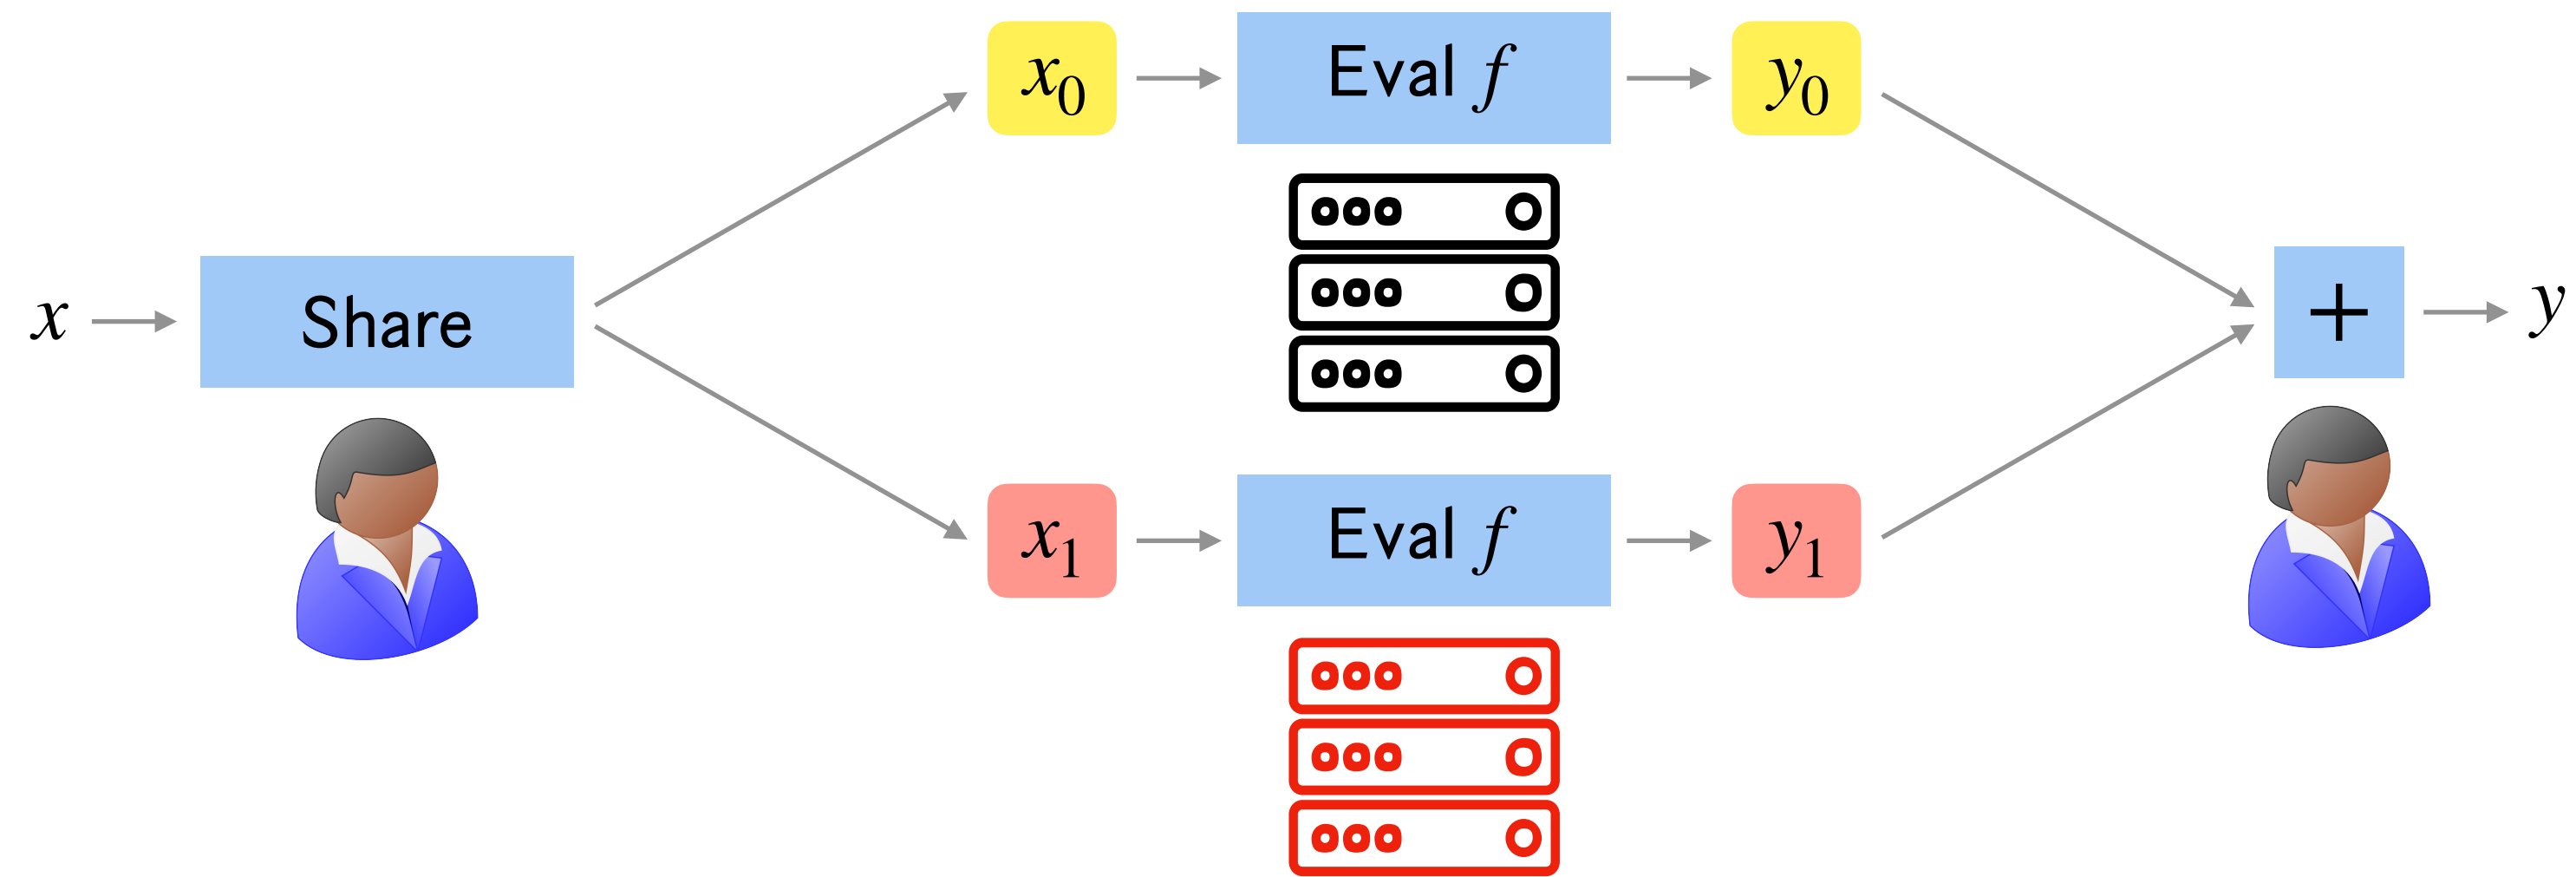 x
Share
x₀
Eval f
y₀
x₁
Eval f
y₁
+
y